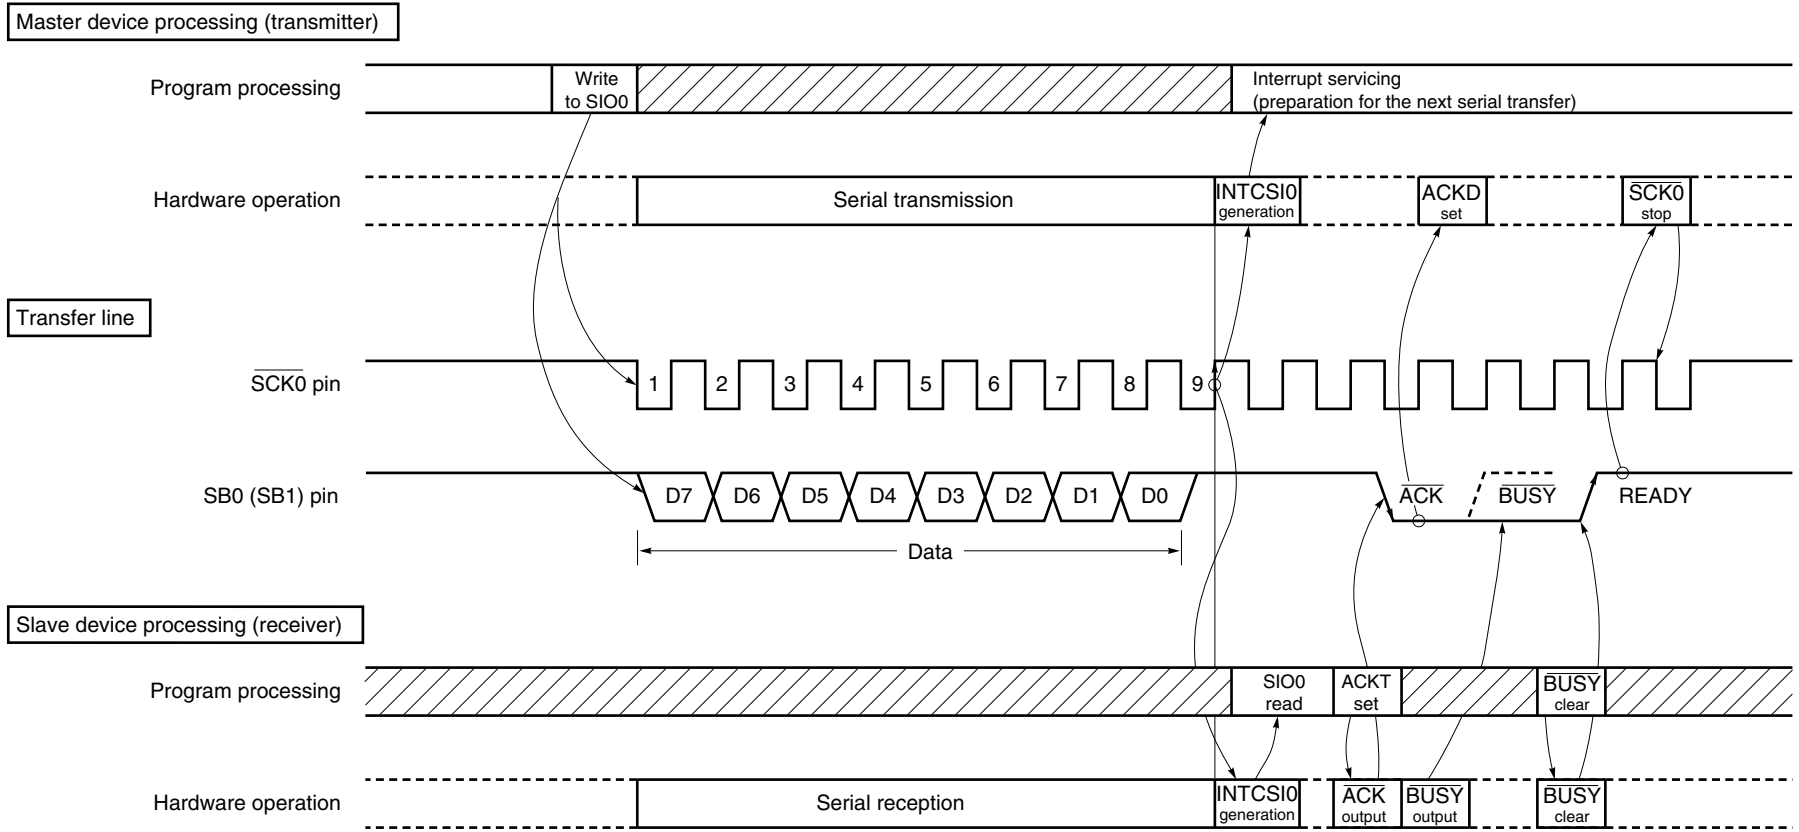 Master device processing (transmitter)
Program processing
Write
to SIO0
Interrupt servicing
(preparation for the next serial transfer)
Hardware operation
Serial transmission
INTCSI0
generation
ACKD
set
SCK0
stop
Transfer line
SCK0 pin
1 2 3 4 5 6 7 8 9
SB0 (SB1) pin
D7 D6 D5 D4 D3 D2 D1 D0
ACK
BUSY
READY
Data
Slave device processing (receiver)
Program processing
SIO0
read
ACKT
set
BUSY
clear
Hardware operation
Serial reception
INTCSI0
generation
ACK
output
BUSY
output
BUSY
clear